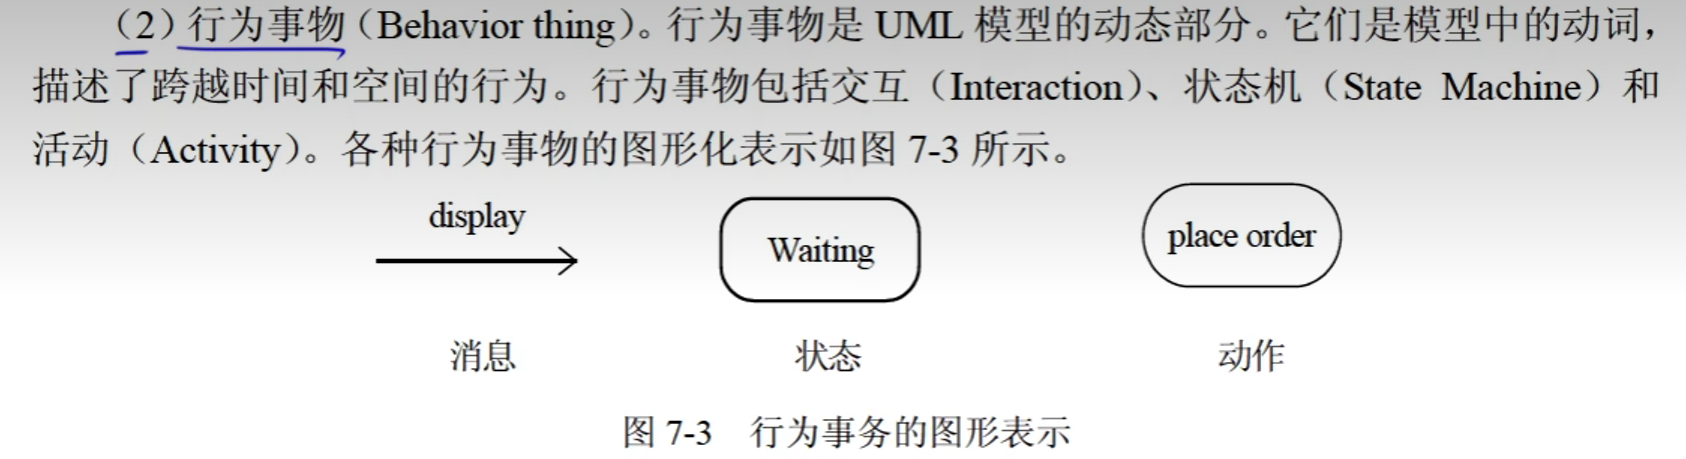 （2）行为事物（Behavior thing）。行为事物是 UML 模型的动态部分。它们是模型中的动词，
描述了跨越时间和空间的行为。行为事物包括交互（Interaction）、状态机（State Machine）和
活动（Activity）。各种行为事物的图形化表示如图 7-3 所示。
display
Waiting
place order
消息
状态
动作
图 7-3 行为事务的图形表示